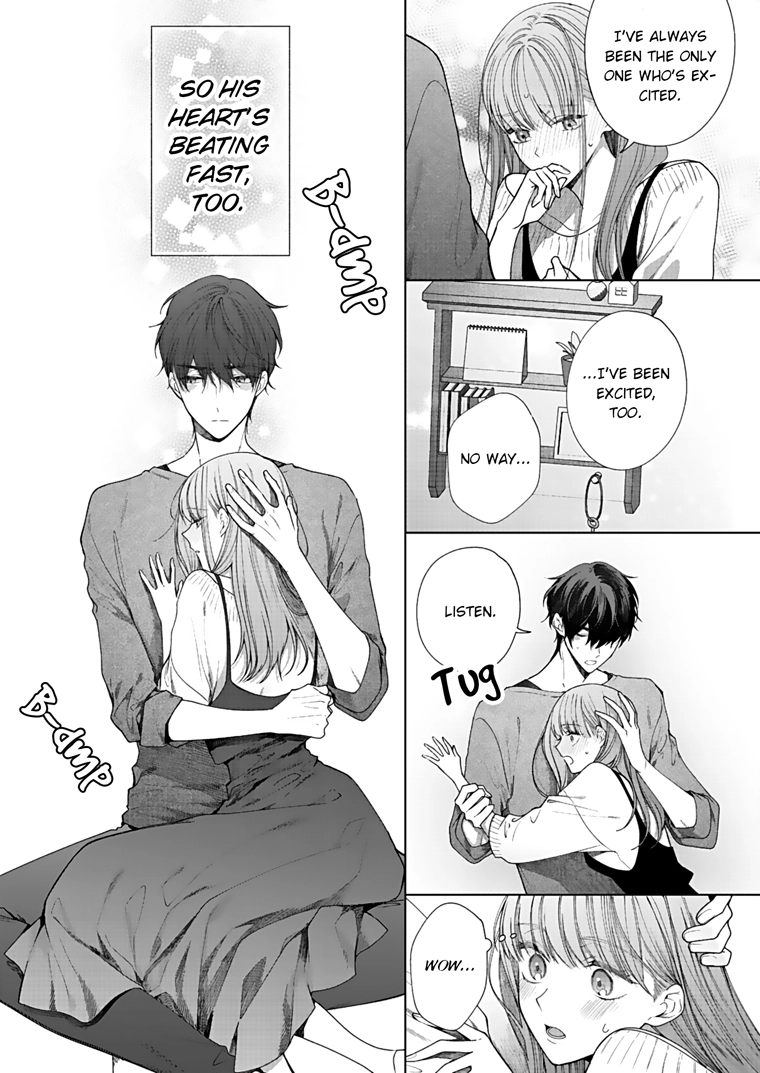 I'VE ALWAYS
BEEN THE ONLY
ONE WHO'S EX-
CITED.
...I'VE BEEN
EXCITED,
TOO.
NO WAY...
LISTEN.
TUg
WOW...
SO HIS
HEART'S
BEATING
FAST,
TOO.
B-dmp
B-dmp